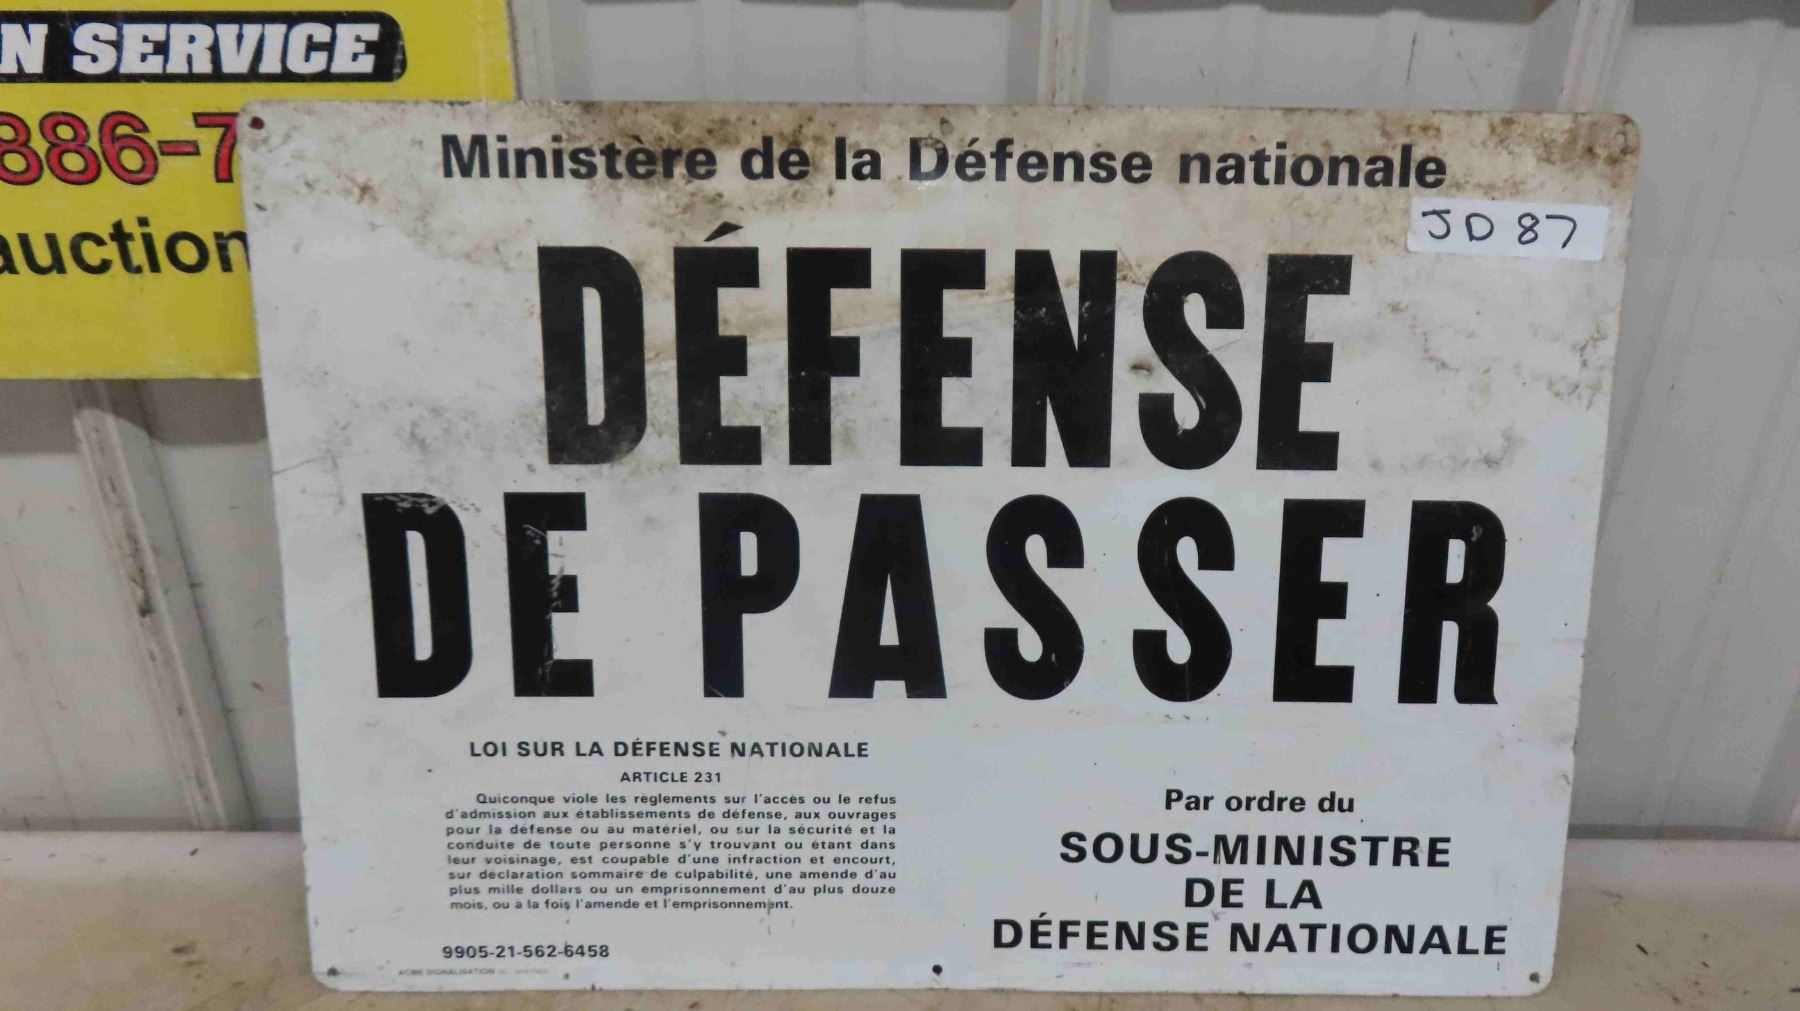 N SERVICE
886-7
auction
Ministère de la Défense nationale
JD 87
DÉFENSE
DE PASSER
LOI SUR LA DÉFENSE NATIONALE
ARTICLE 231
Quiconque viole les règlements sur l'accès ou le refus
d'admission aux établissements de défense, aux ouvrages
pour la défense ou au matériel, ou sur la sécurité et la
conduite de toute personne s'y trouvant ou étant dans
leur voisinage, est coupable d'une infraction et encourt,
sur déclaration sommaire de culpabilité, une amende d'au
plus mille dollars ou un emprisonnement d'au plus douze
mois, ou à la fois l'amende et l'emprisonnement.
9905-21-562-6458
ACME SIGNALISATION
Par ordre du
SOUS-MINISTRE
DE LA
DÉFENSE NATIONALE